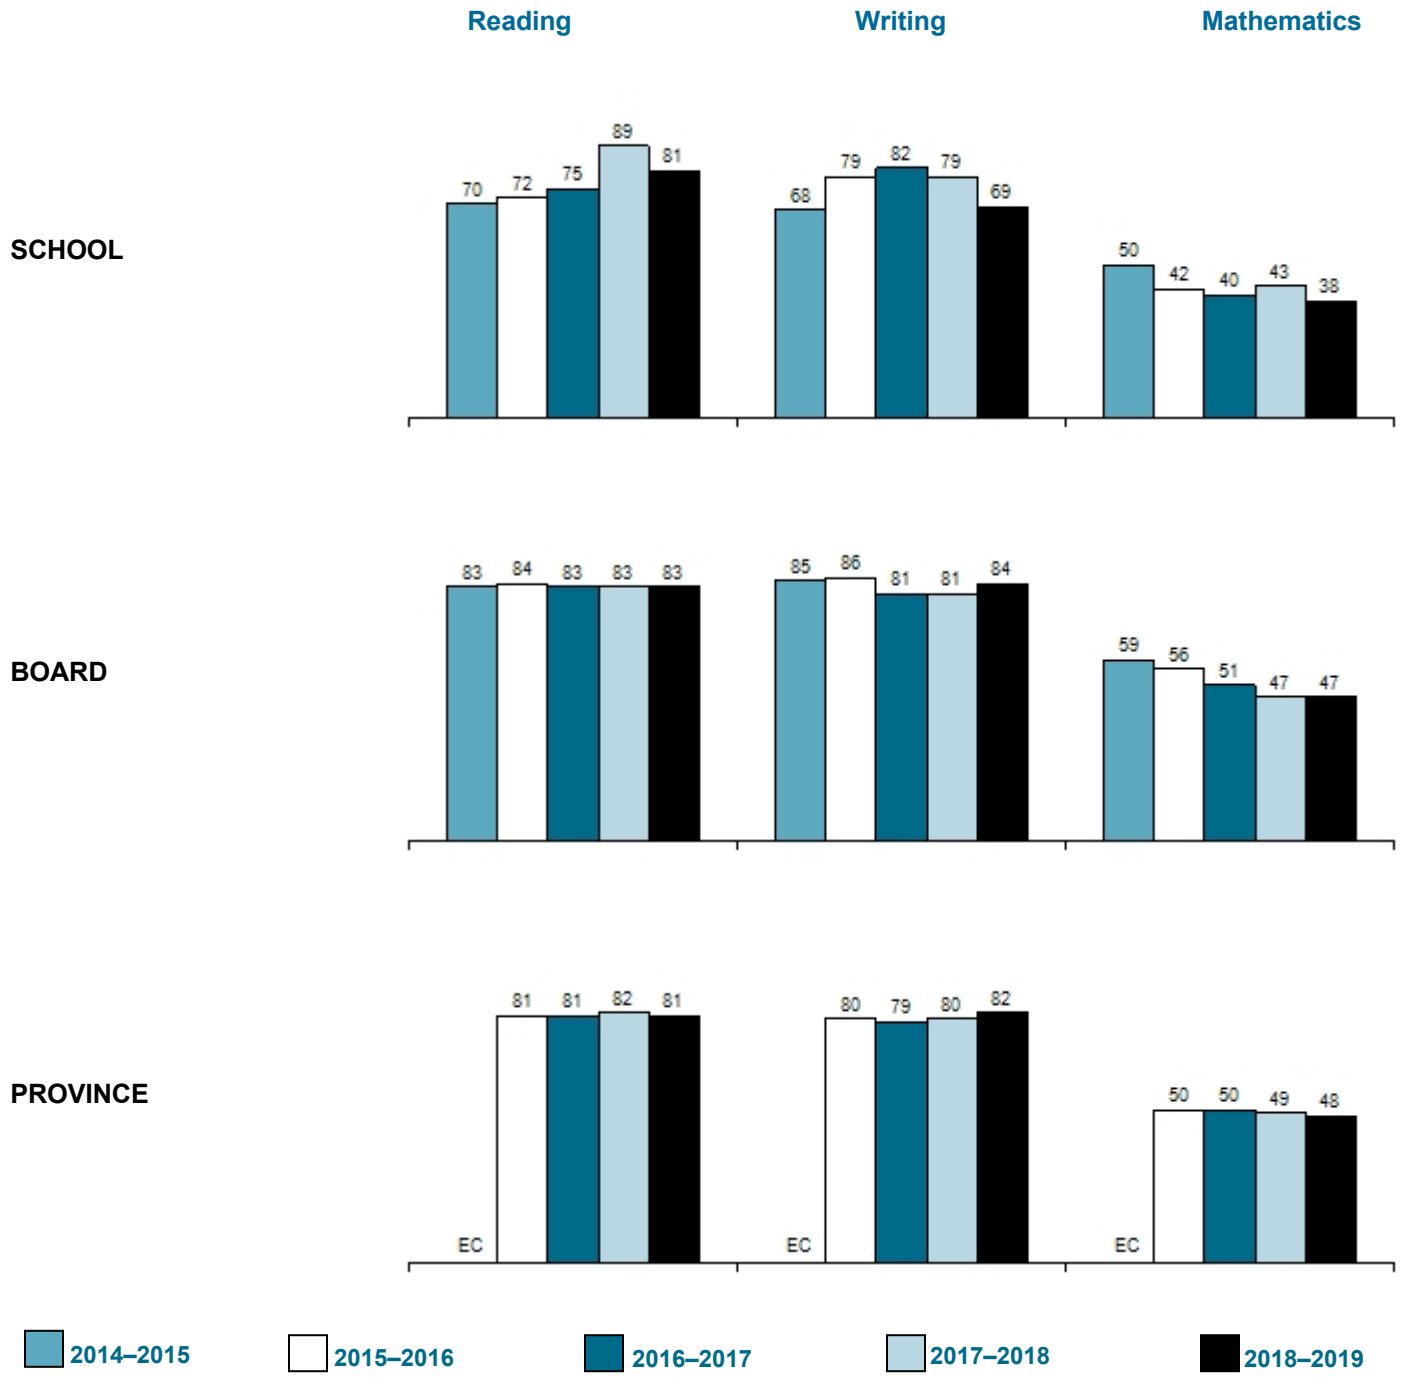 Reading Writing Mathematics
SCHOOL
70 72 75 89 81 68 79 82 79 69 50 42 40 43 38
BOARD
83 84 83 83 83 85 86 81 81 84 59 56 51 47 47
PROVINCE
EC 81 81 82 81 EC 80 79 80 82 EC 50 50 49 48
2014–2015 2015–2016 2016–2017 2017–2018 2018–2019